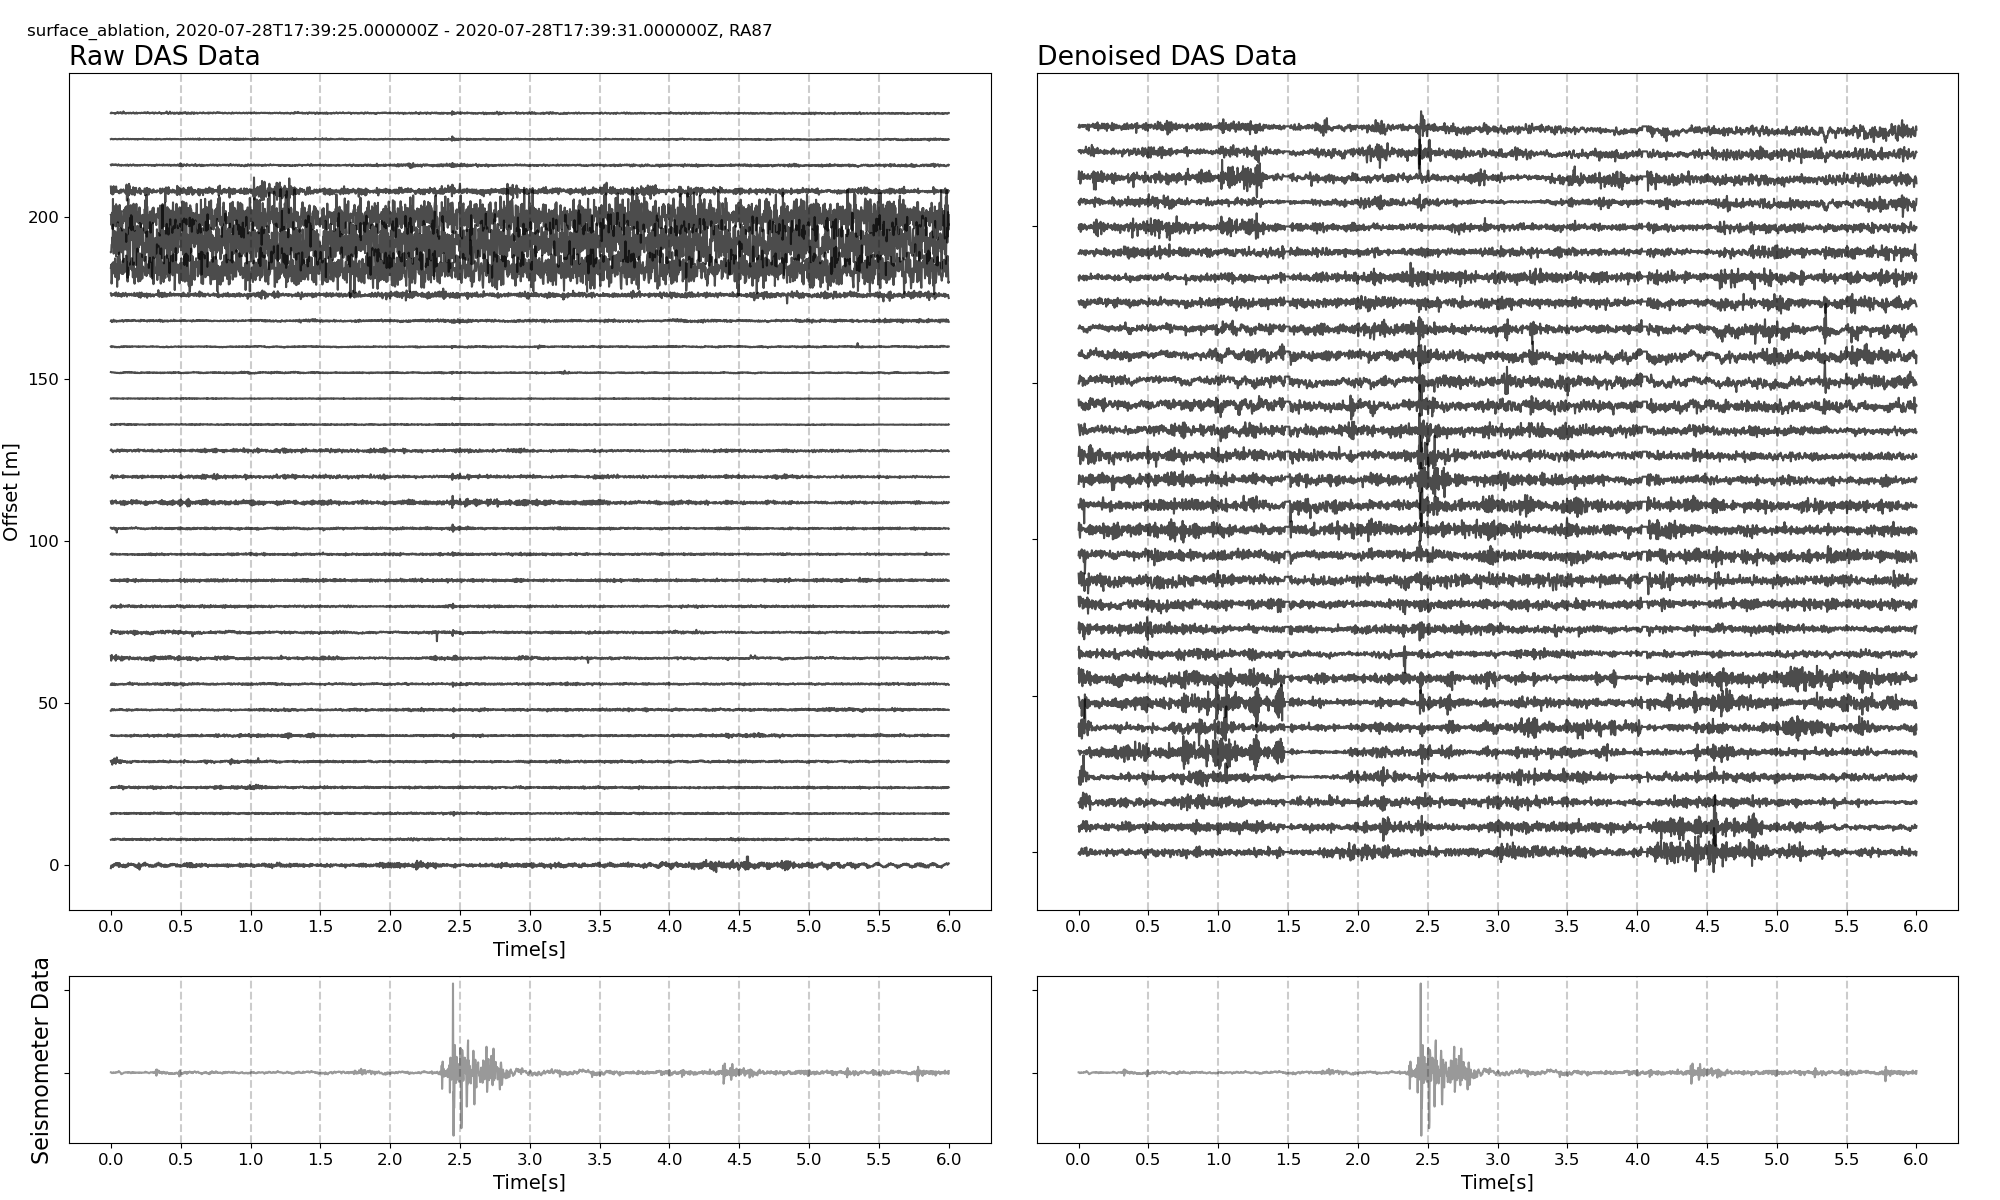 surface_ablation, 2020-07-28T17:39:25.000000Z - 2020-07-28T17:39:31.000000Z, RA87
Raw DAS Data
Denoised DAS Data
Offset [m]
200
150
100
50
0
0.0 0.5 1.0 1.5 2.0 2.5 3.0 3.5 4.0 4.5 5.0 5.5 6.0
Time[s]
0.0 0.5 1.0 1.5 2.0 2.5 3.0 3.5 4.0 4.5 5.0 5.5 6.0
Seismometer Data
0.0 0.5 1.0 1.5 2.0 2.5 3.0 3.5 4.0 4.5 5.0 5.5 6.0
Time[s]
0.0 0.5 1.0 1.5 2.0 2.5 3.0 3.5 4.0 4.5 5.0 5.5 6.0
Time[s]